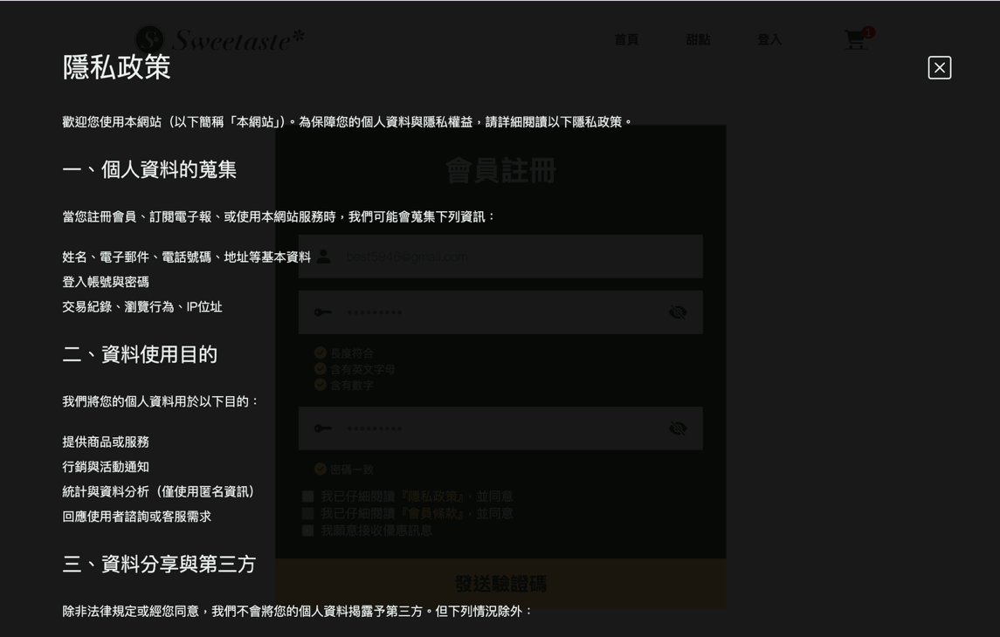 Sweetaste*
首頁
甜點
登入
1
隱私政策
歡迎您使用本網站（以下簡稱「本網站」）。為保障您的個人資料與隱私權益，請詳細閱讀以下隱私政策。
會員註冊
一、個人資料的蒐集
當您註冊會員、訂閱電子報、或使用本網站服務時，我們可能會蒐集下列資訊：
姓名、電子郵件、電話號碼、地址等基本資料
best5946@gmail.com
登入帳號與密碼
交易紀錄、瀏覽行為、IP位址
長度符合
含有英文字母
含有數字
二、資料使用目的
我們將您的個人資料用於以下目的：
提供商品或服務
行銷與活動通知
密碼一致
統計與資料分析（僅使用匿名資訊）
我已仔細閱讀『隱私政策』，並同意
我已仔細閱讀『會員條款』，並同意
回應使用者諮詢或客服需求
我願意接收優惠訊息
三、資料分享與第三方
發送驗證碼
除非法律規定或經您同意，我們不會將您的個人資料揭露予第三方。但下列情況除外：